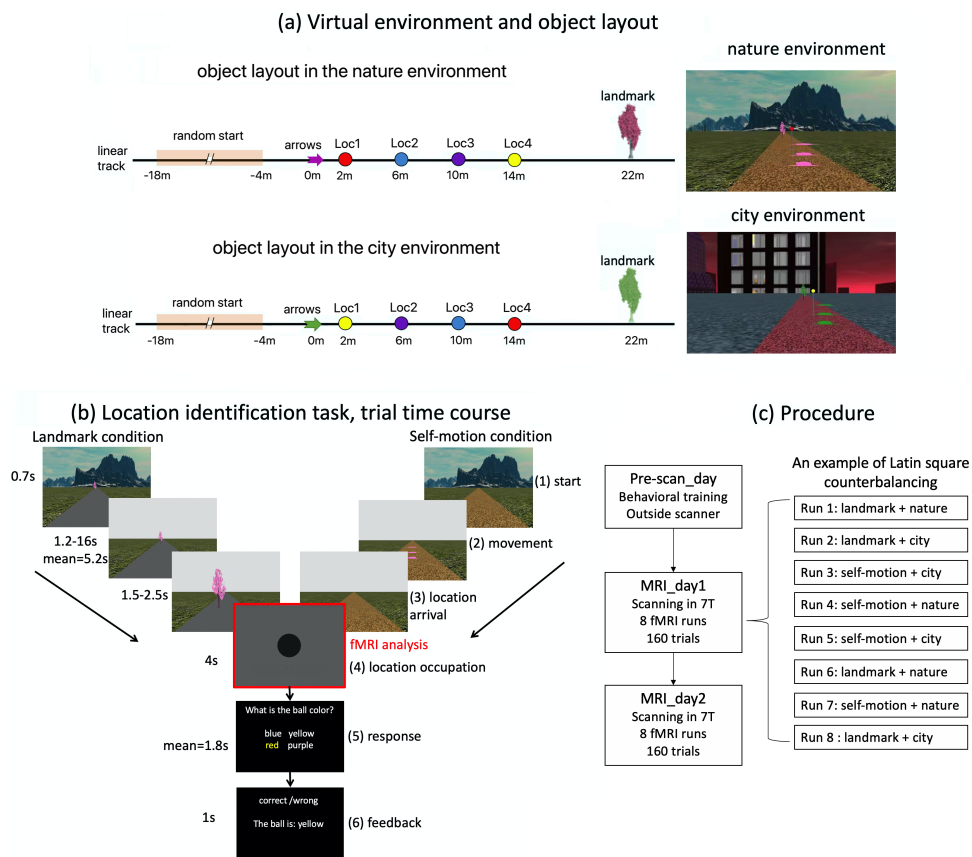 (a) Virtual environment and object layout
nature environment
object layout in the nature environment
landmark
random start
arrows Loc1 Loc2 Loc3 Loc4
linear
track
//
-18m -4m 0m 2m 6m 10m 14m 22m
city environment
object layout in the city environment
landmark
random start
arrows Loc1 Loc2 Loc3 Loc4
linear
track
//
-18m -4m 0m 2m 6m 10m 14m 22m
(b) Location identification task, trial time course
Landmark condition
Self-motion condition
0.7s
(1) start
1.2-16s
mean=5.2s
(2) movement
1.5-2.5s
(3) location
arrival
fMRI analysis
4s
(4) location occupation
What is the ball color?
blue yellow
red purple
mean=1.8s
(5) response
correct /wrong
The ball is: yellow
1s
(6) feedback
(c) Procedure
Pre-scan_day
Behavioral training
Outside scanner
MRI_day1
Scanning in 7T
8 fMRI runs
160 trials
MRI_day2
Scanning in 7T
8 fMRI runs
160 trials
An example of Latin square
counterbalancing
Run 1: landmark + nature
Run 2: landmark + city
Run 3: self-motion + city
Run 4: self-motion + nature
Run 5: self-motion + city
Run 6: landmark + nature
Run 7: self-motion + nature
Run 8 : landmark + city